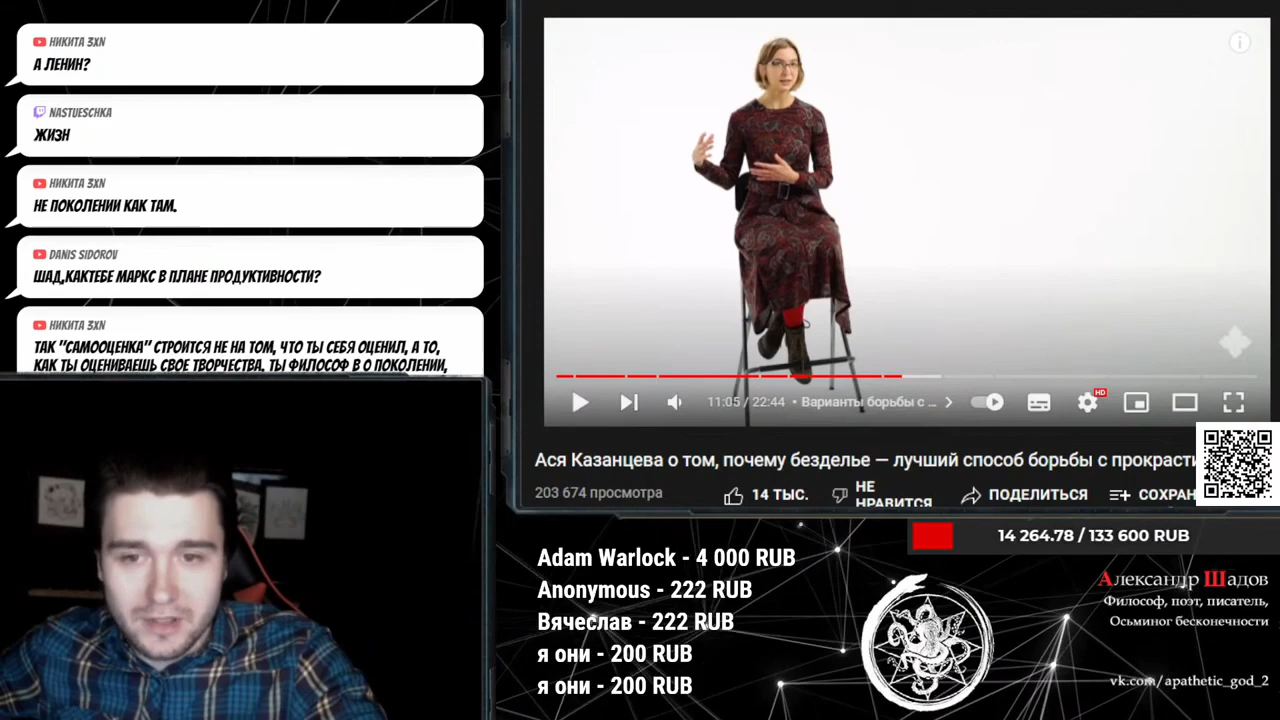 НИКИТА ЗХN
А ЛЕНИН?
NASTUESCHKA
ЖИЗН
НИКИТА ЗХN
НЕ ПОКОЛЕНИИ КАК ТАМ.
DANIS SIDOROV
ШАД,КАКТЕБЕ МАРКС В ПЛАНЕ ПРОДУКТИВНОСТИ?
НИКИТА ЗХN
ТАК "САМООЦЕНКА" СТРОИТСЯ НЕ НА ТОМ, ЧТО ТЫ СЕБЯ ОЦЕНИЛ, А ТО,
КАК ТЫ ОЦЕНИВАЕШЬ СВОЕ ТВОРЧЕСТВА. ТЫ ФИЛОСОФ В О ПОКОЛЕНИИ,
11:05 / 22:44 • Варианты борьбы с ...
HD
Ася Казанцева о том, почему безделье — лучший способ борьбы с прокрасти
203 674 просмотра
14 ТЫС.
НЕ
НРАВИТСЯ
ПОДЕЛИТЬСЯ
СОХРАН
14 264.78 / 133 600 RUB
Adam Warlock - 4 000 RUB
Anonymous - 222 RUB
Вячеслав - 222 RUB
я они - 200 RUB
я они - 200 RUB
Александр Шадов
Философ, поэт, писатель,
Осьминог бесконечности
vk.com/apathetic_god_2